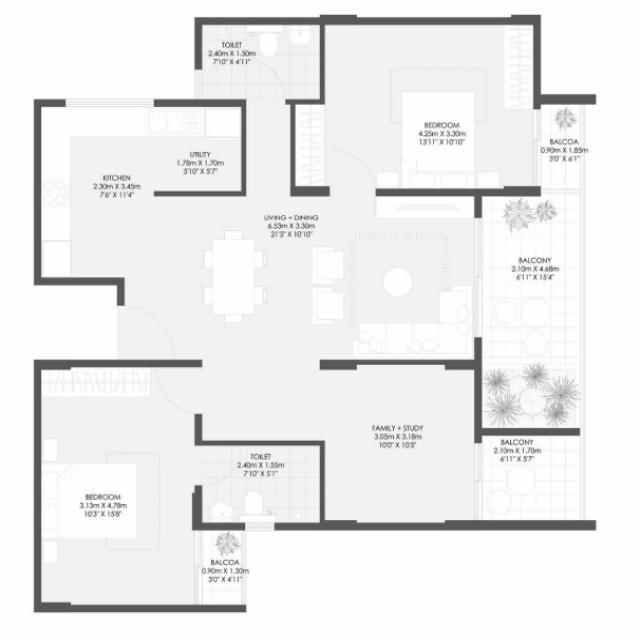 TOILET
2.40m X 1.50m
7'10" X 4'11"
BEDROOM
4.25m X 3.30m
13'11" X 10'10"
BALCOA
0.90m X 1.85m
3'0" X 6'1"
UTILITY
1.78m X 1.70m
5'10" X 5'7"
KITCHEN
2.30m X 3.45m
7'6" X 11'4"
LIVING + DINING
6.53m X 3.30m
21'5" X 10'10"
BALCONY
2.10m X 4.68m
6'11" X 15'4"
FAMILY + STUDY
3.05m X 3.18m
10'0" X 10'5"
BALCONY
2.10m X 1.70m
6'11" X 5'7"
TOILET
2.40m X 1.55m
7'10" X 5'1"
BEDROOM
3.13m X 4.78m
10'3" X 15'8"
BALCOA
0.90m X 1.50m
3'0" X 4'11"